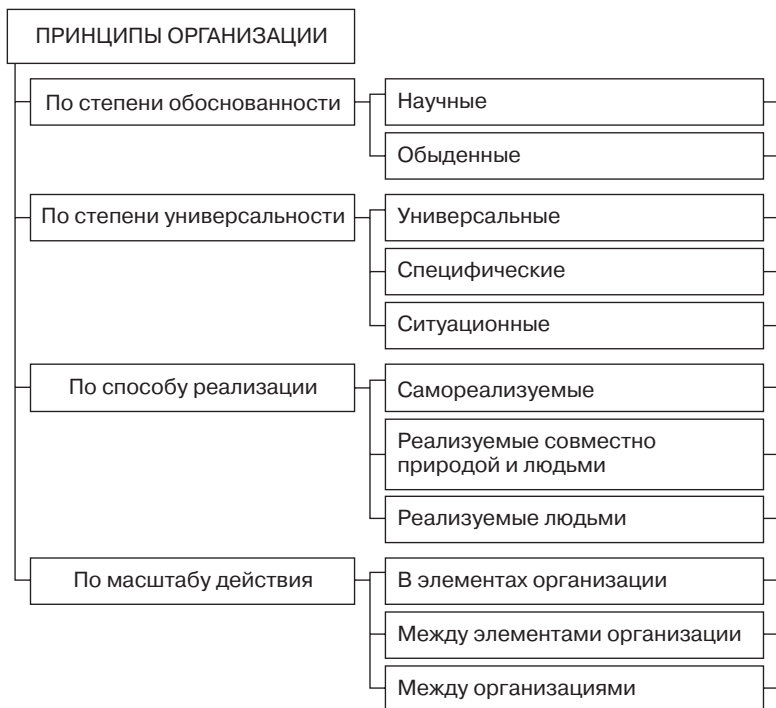 ПРИНЦИПЫ ОРГАНИЗАЦИИ
По степени обоснованности
Научные
Обыденные
По степени универсальности
Универсальные
Специфические
Ситуационные
По способу реализации
Самореализуемые
Реализуемые совместно
природой и людьми
Реализуемые людьми
По масштабу действия
В элементах организации
Между элементами организации
Между организациями